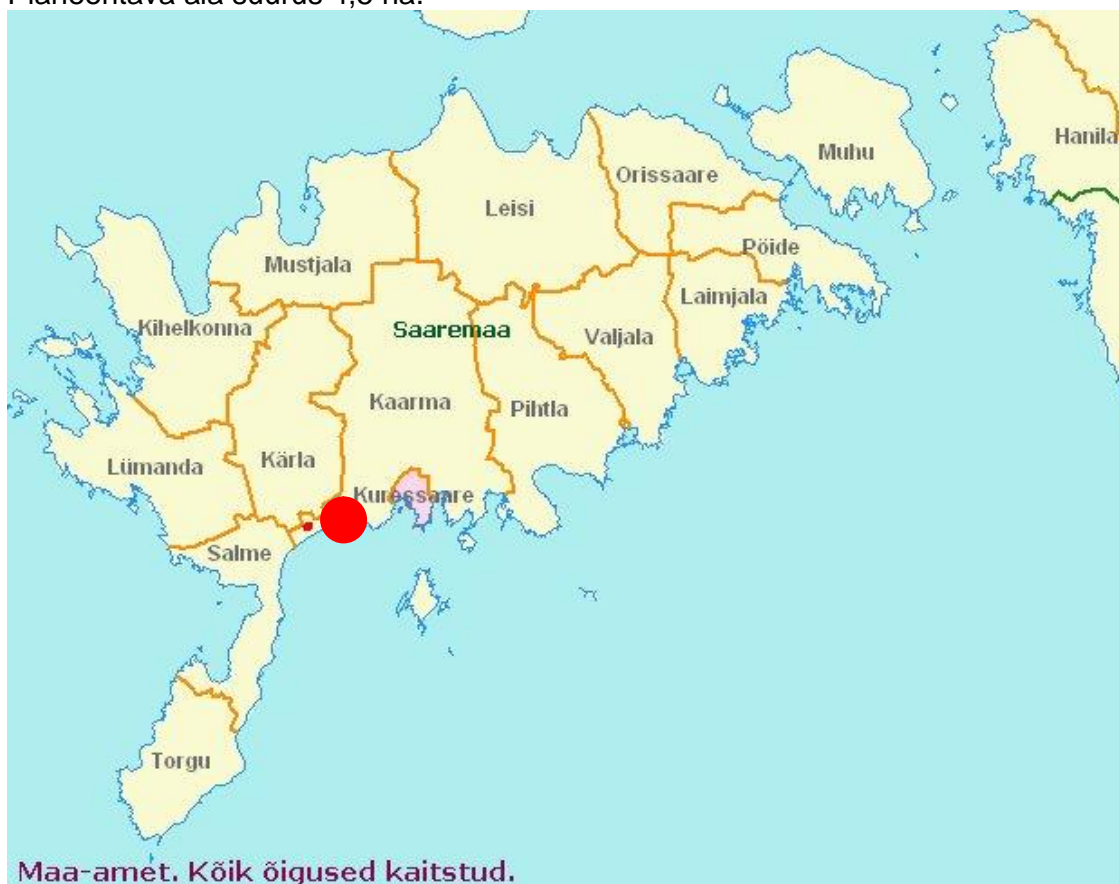 Muhu
Hanila
Orissaare
Leisi
Pöide
Mustjala
Laimjala
Kihelkonna
Saaremaa
Valjala
Kaarma
Pihtla
Lümanda
Kärla
Kuressaare
Salme
Torgu
Maa-amet. Kõik õigused kaitstud.